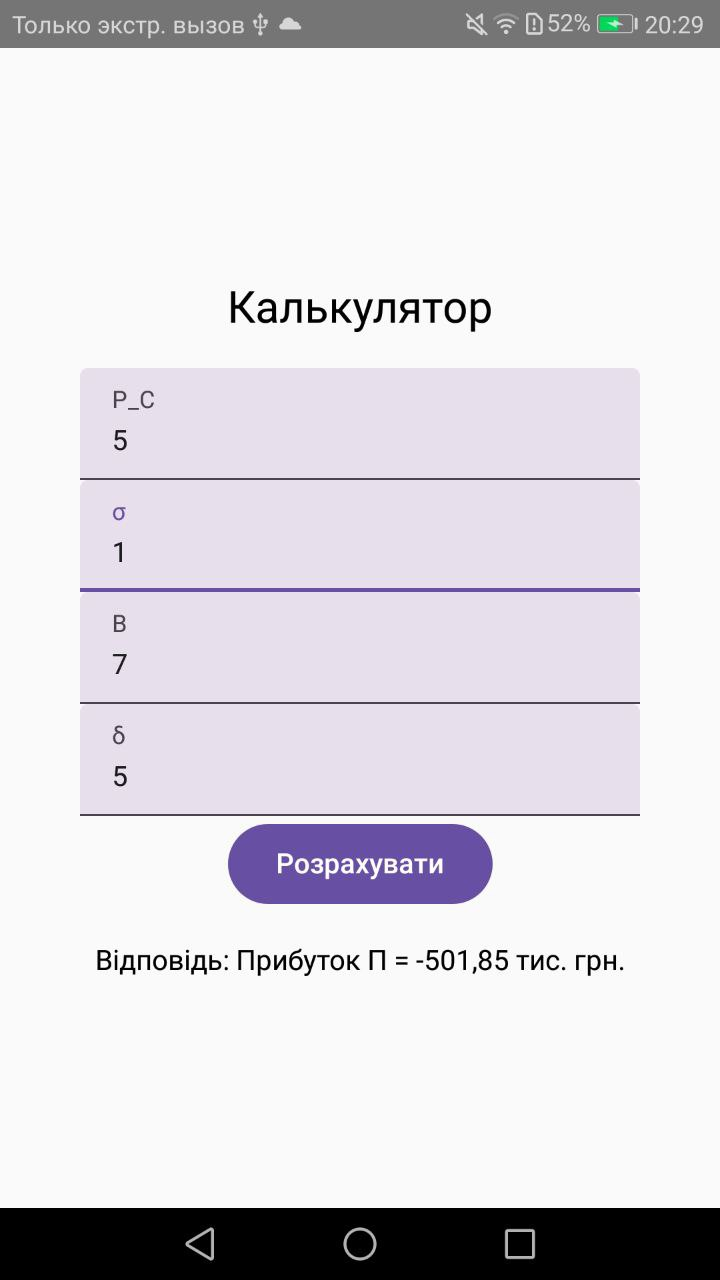 Только экстр. вызов 52% 20:29
Калькулятор
P_C
5
σ
1
B
7
δ
5
Розрахувати
Відповідь: Прибуток П = -501,85 тис. грн.